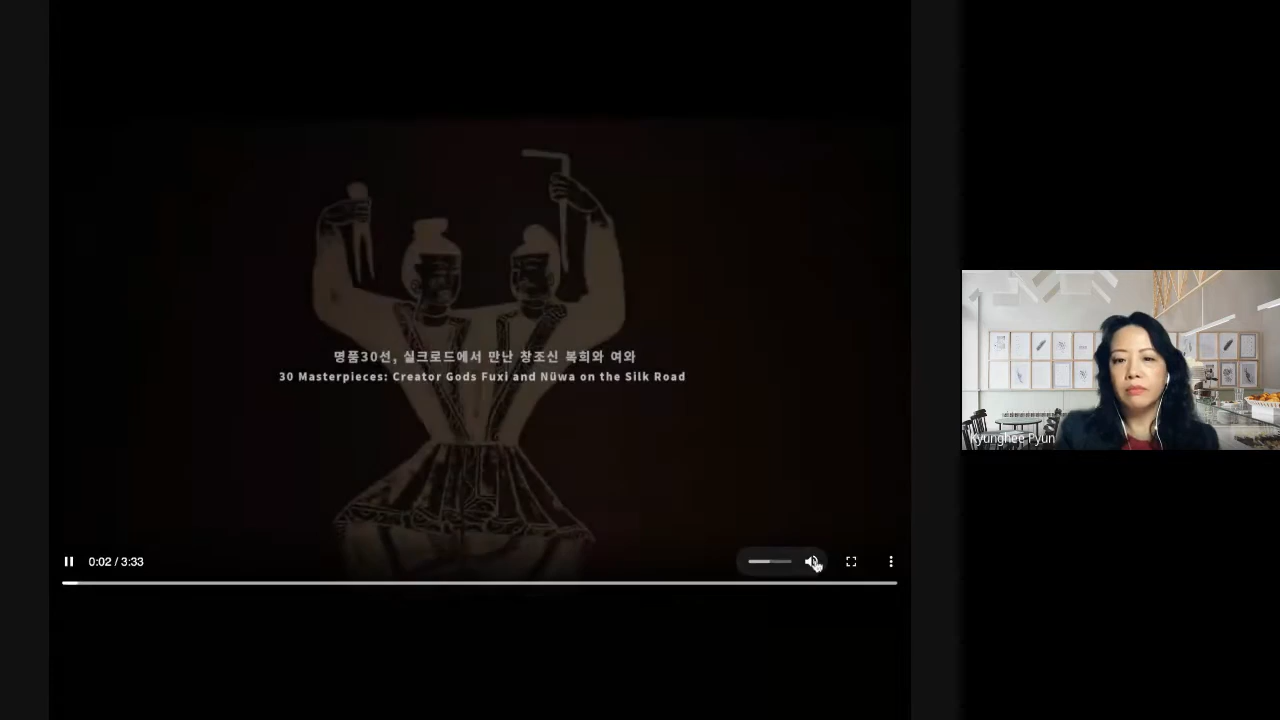 명품30선, 실크로드에서 만난 창조신 복희와 여와
30 Masterpieces: Creator Gods Fuxi and Nüwa on the Silk Road
Kyunghee Pyun
0:02 / 3:33